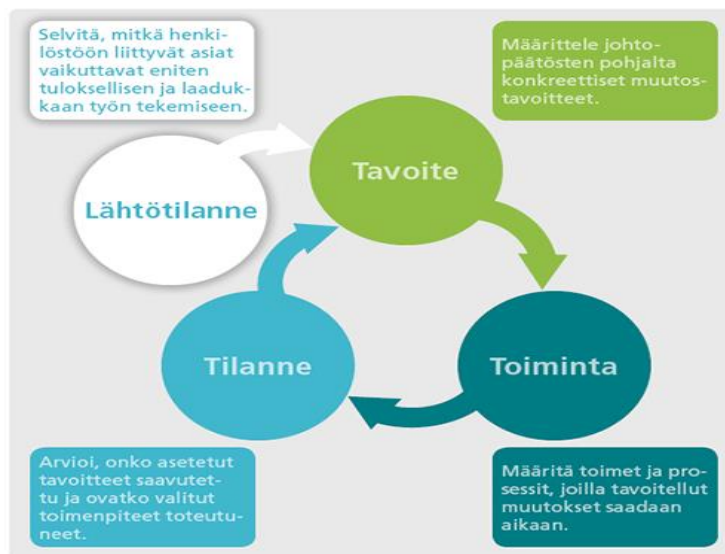 Selvitä, mitkä henki-
löstöön liittyvät asiat
vaikuttavat eniten
tuloksellisen ja laaduk-
kaan työn tekemiseen.
Määrittele johto-
päätösten pohjalta
konkreettiset muutos-
tavoitteet.
Tavoite
Lähtötilanne
Tilanne
Toiminta
Arvioi, onko asetetut
tavoitteet saavutet-
tu ja ovatko valitut
toimenpiteet toteutu-
neet.
Määritä toimet ja pro-
sessit, joilla tavoitellut
muutokset saadaan
aikaan.